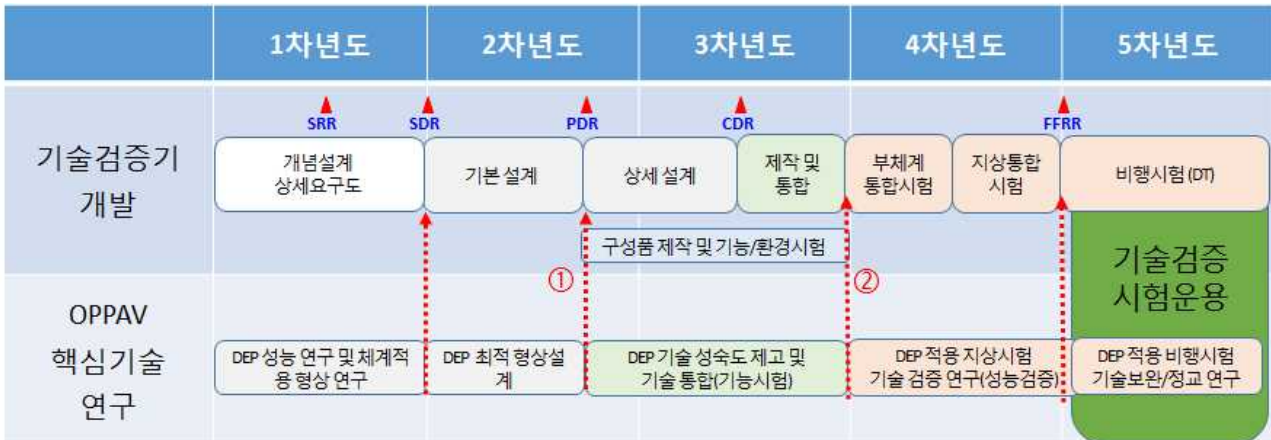 1차년도 2차년도 3차년도 4차년도 5차년도
SRR SDR PDR CDR FFRR
기술검증기
개발
개념설계
상세요구도
기본 설계
상세 설계
제작 및
통합
부체계
통합시험
지상통합
시험
비행시험(DT)
구성품 제작 및 기능/환경시험
① ②
기술검증
시험운용
OPPAV
핵심기술
연구
DEP 성능 연구 및 체계적
용 형상 연구
DEP 최적 형상설
계
DEP 기술 성숙도 제고 및
기술 통합(기능시험)
DEP 적용 지상시험
기술 검증 연구(성능검증)
DEP 적용 비행시험
기술보완/정교 연구